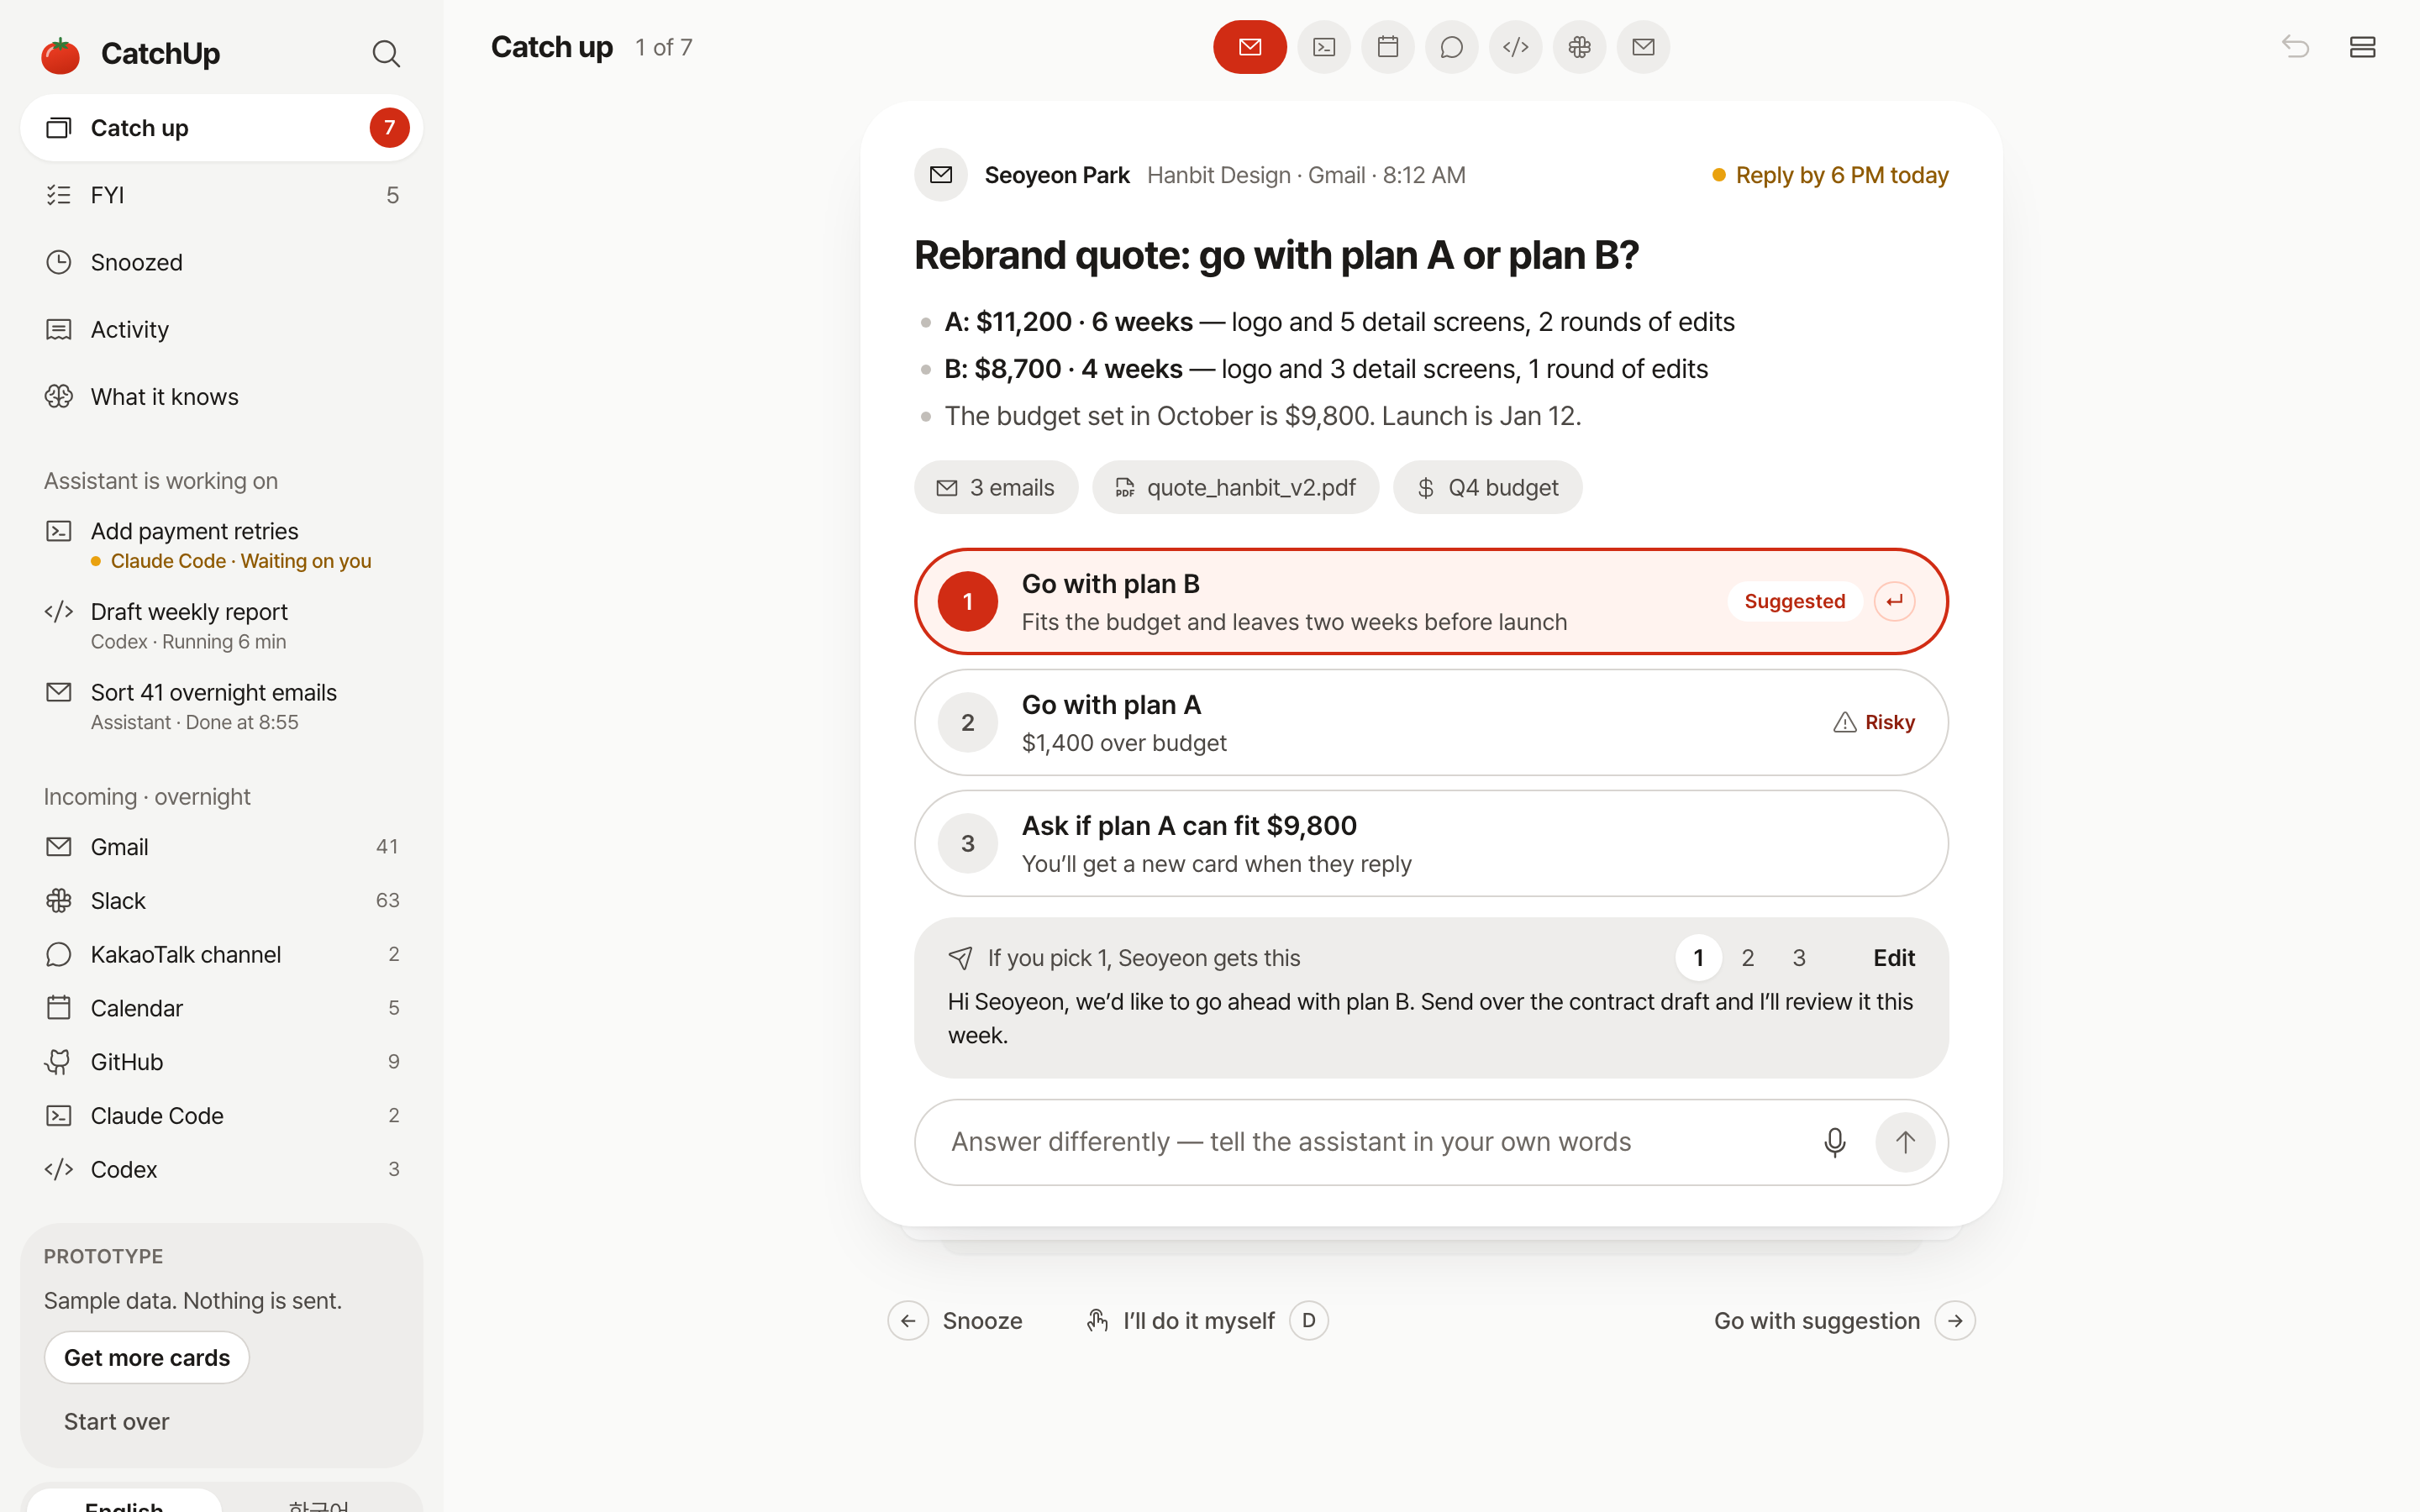 CatchUp
Catch up 7
FYI 5
Snoozed
Activity
What it knows
Assistant is working on
Add payment retries
Claude Code · Waiting on you
Draft weekly report
Codex · Running 6 min
Sort 41 overnight emails
Assistant · Done at 8:55
Incoming · overnight
Gmail 41
Slack 63
KakaoTalk channel 2
Calendar 5
GitHub 9
Claude Code 2
Codex 3
PROTOTYPE
Sample data. Nothing is sent.
Get more cards
Start over
English 한국어
Catch up 1 of 7
Seoyeon Park Hanbit Design · Gmail · 8:12 AM Reply by 6 PM today
Rebrand quote: go with plan A or plan B?
A: $11,200 · 6 weeks — logo and 5 detail screens, 2 rounds of edits
B: $8,700 · 4 weeks — logo and 3 detail screens, 1 round of edits
The budget set in October is $9,800. Launch is Jan 12.
3 emails PDF quote_hanbit_v2.pdf $ Q4 budget
1 Go with plan B
Fits the budget and leaves two weeks before launch
Suggested
2 Go with plan A
$1,400 over budget
Risky
3 Ask if plan A can fit $9,800
You’ll get a new card when they reply
If you pick 1, Seoyeon gets this 1 2 3 Edit
Hi Seoyeon, we’d like to go ahead with plan B. Send over the contract draft and I’ll review it this
week.
Answer differently — tell the assistant in your own words
Snooze I’ll do it myself D Go with suggestion